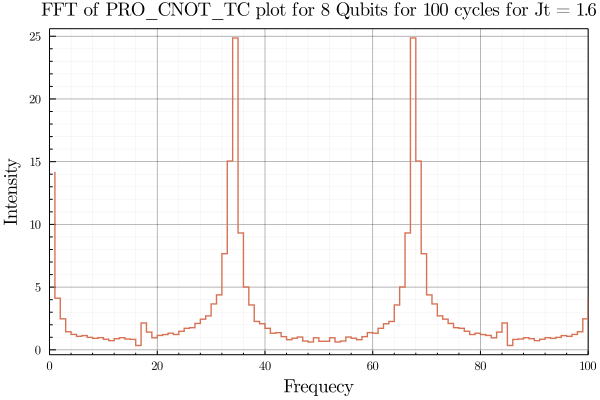 FFT of PRO_CNOT_TC plot for 8 Qubits for 100 cycles for Jt = 1.6
25
20
15
10
5
0
Intensity
0 20 40 60 80 100
Frequecy